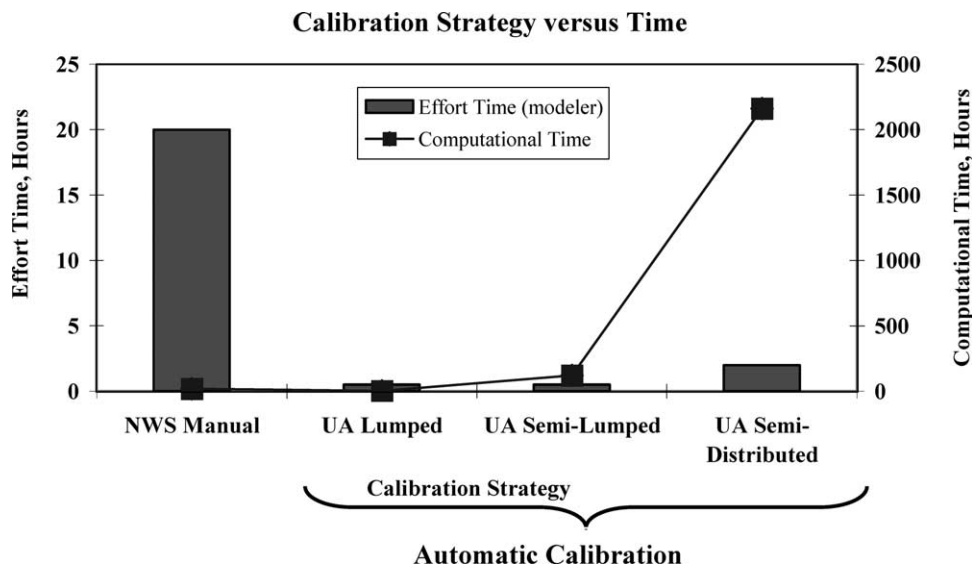 Calibration Strategy versus Time
Effort Time, Hours
25
20
15
10
5
0
Effort Time (modeler)
Computational Time
2500
2000
1500
1000
500
0
Computational Time, Hours
NWS Manual
UA Lumped
UA Semi-Lumped
UA Semi-
Distributed
Calibration Strategy
Automatic Calibration